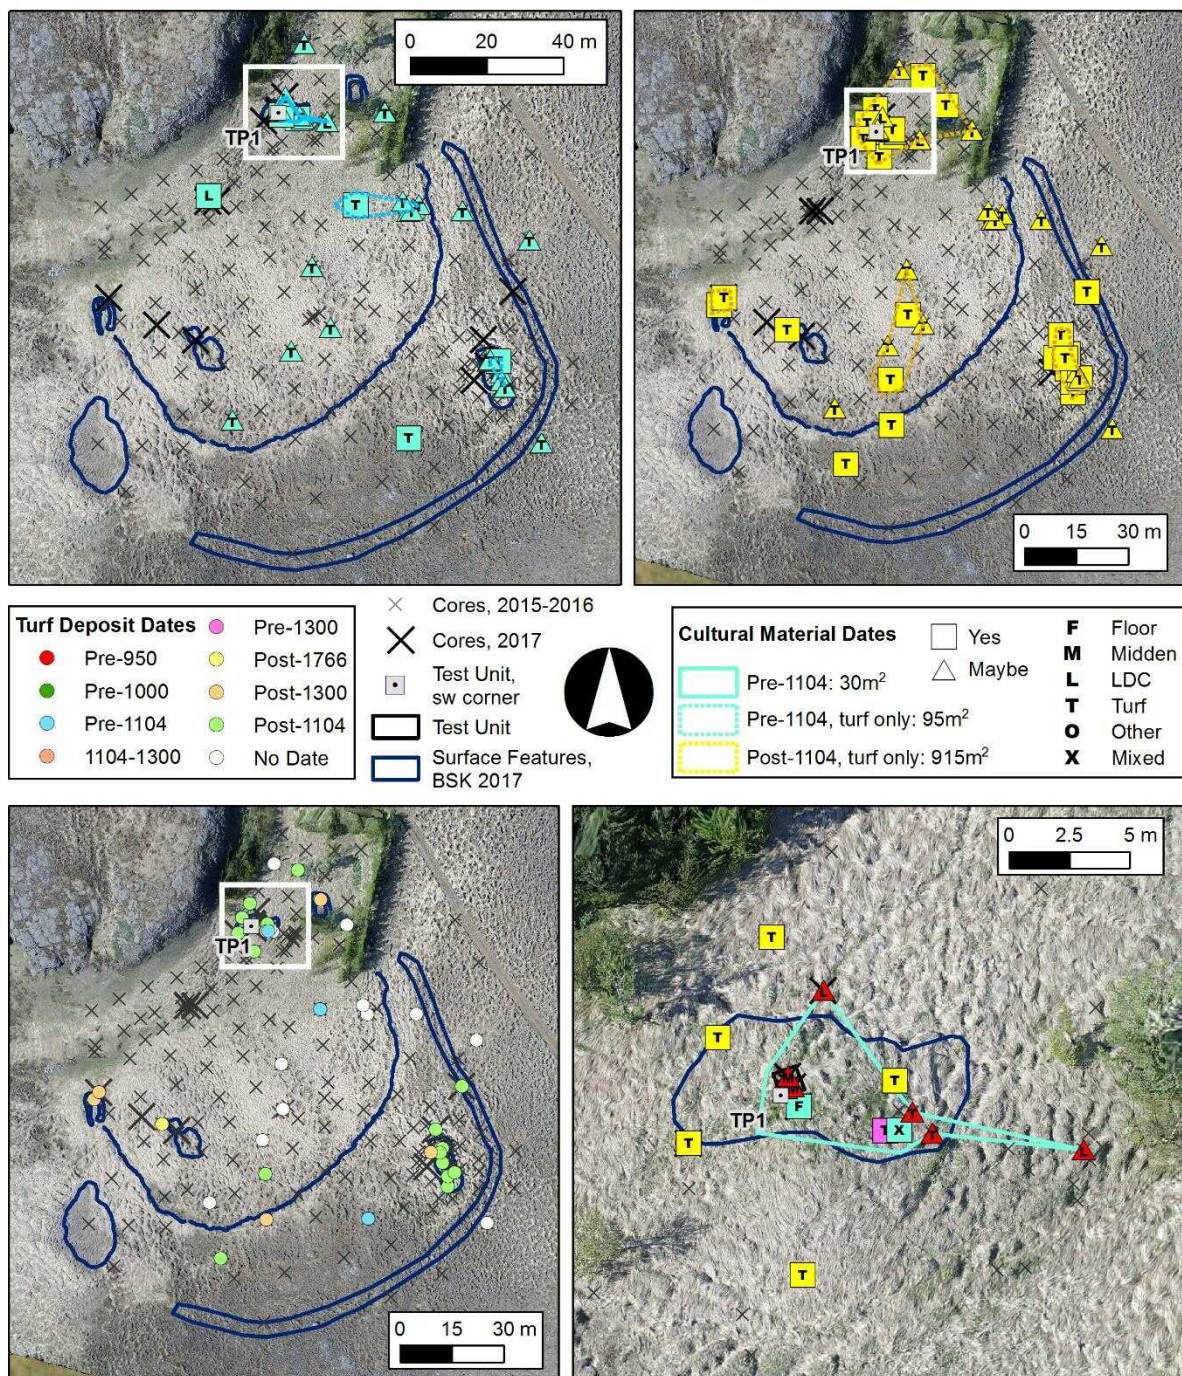 0 20 40 m
TP1
L
T
T
0 15 30 m
TP1
T
Turf Deposit Dates
Pre-950
Pre-1000
Pre-1104
1104-1300
Pre-1300
Post-1766
Post-1300
Post-1104
No Date
Cores, 2015-2016
Cores, 2017
Test Unit,
sw corner
Test Unit
Surface Features,
BSK 2017
Cultural Material Dates
Pre-1104: 30m²
Pre-1104, turf only: 95m²
Post-1104, turf only: 915m²
Yes
Maybe
F Floor
M Midden
L LDC
T Turf
O Other
X Mixed
TP1
0 15 30 m
0 2.5 5 m
T
L
T
T
F
TP1
T
X
T
L
T